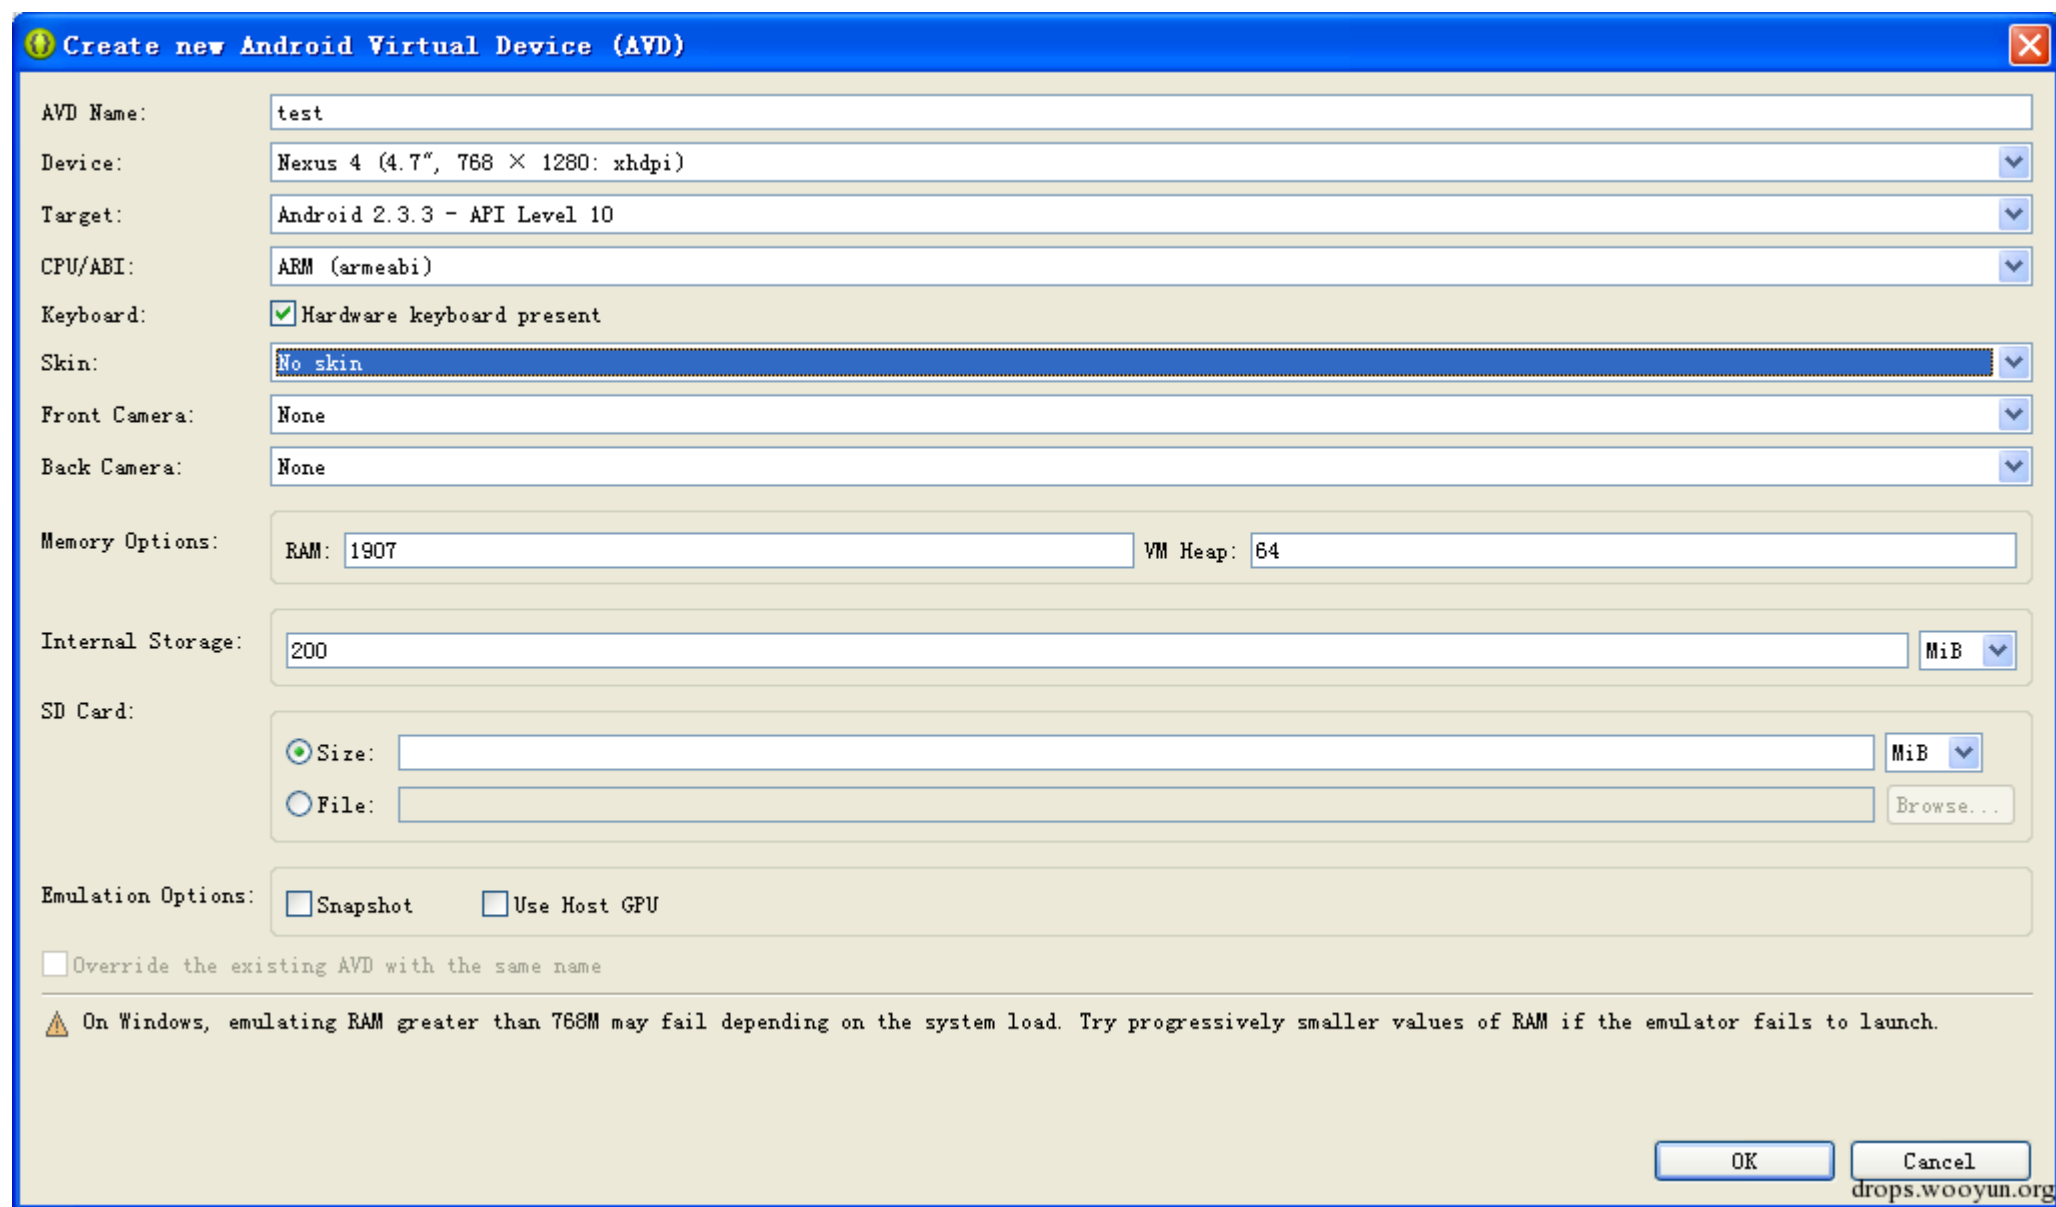 Create new Android Virtual Device (AVD)
AVD Name: test
Device: Nexus 4 (4.7″, 768 × 1280: xhdpi)
Target: Android 2.3.3 - API Level 10
CPU/ABI: ARM (armeabi)
Keyboard: Hardware keyboard present
Skin: No skin
Front Camera: None
Back Camera: None
Memory Options: RAM: 1907 VM Heap: 64
Internal Storage: 200 MiB
SD Card:
Size: MiB
File: Browse...
Emulation Options: Snapshot Use Host GPU
Override the existing AVD with the same name
On Windows, emulating RAM greater than 768M may fail depending on the system load. Try progressively smaller values of RAM if the emulator fails to launch.
OK Cancel
drops.wooyun.org